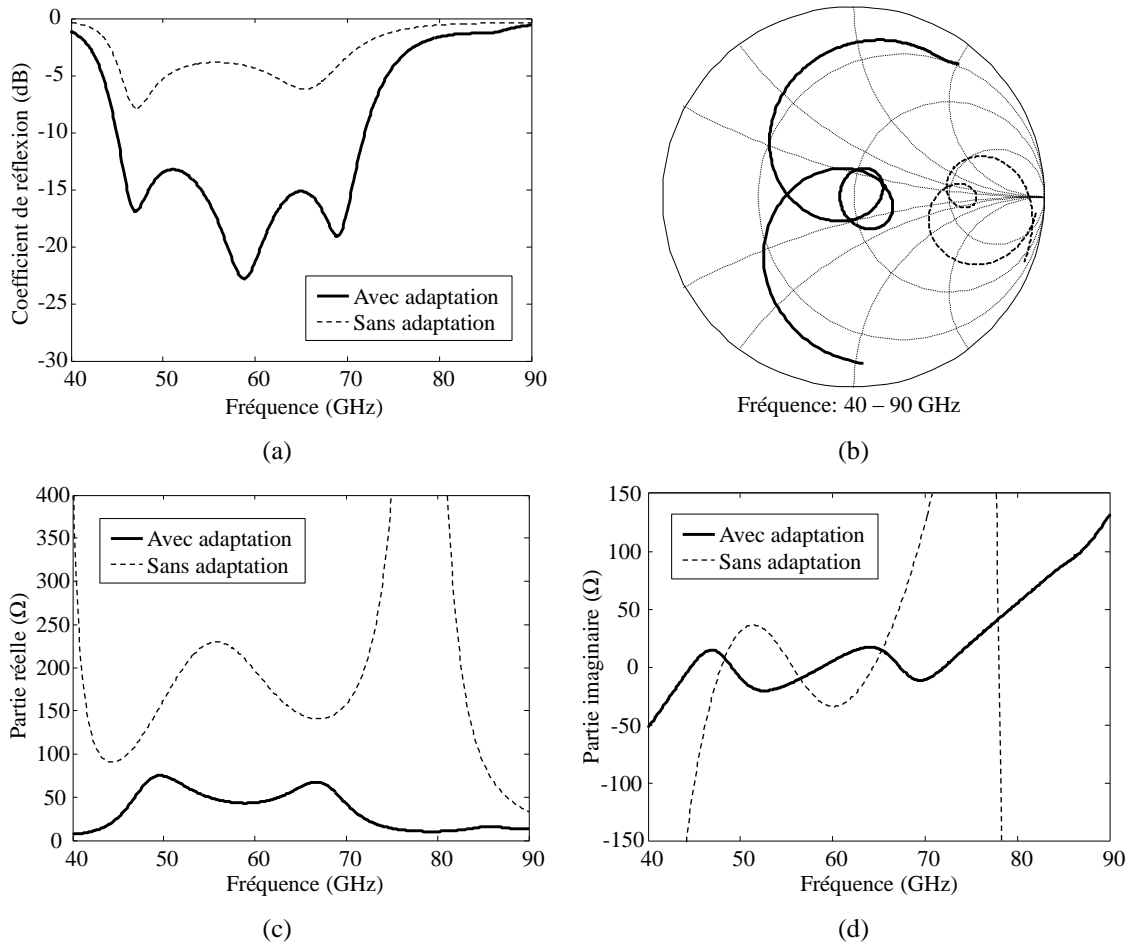 Coefficient de réflexion (dB)
0
-5
-10
-15
-20
-25
-30
Avec adaptation
Sans adaptation
40 50 60 70 80 90
Fréquence (GHz)
(a)
Fréquence: 40 – 90 GHz
(b)
Partie réelle (Ω)
400
350
300
250
200
150
100
50
0
Avec adaptation
Sans adaptation
40 50 60 70 80 90
Fréquence (GHz)
(c)
Partie imaginaire (Ω)
150
100
50
0
-50
-100
-150
Avec adaptation
Sans adaptation
40 50 60 70 80 90
Fréquence (GHz)
(d)